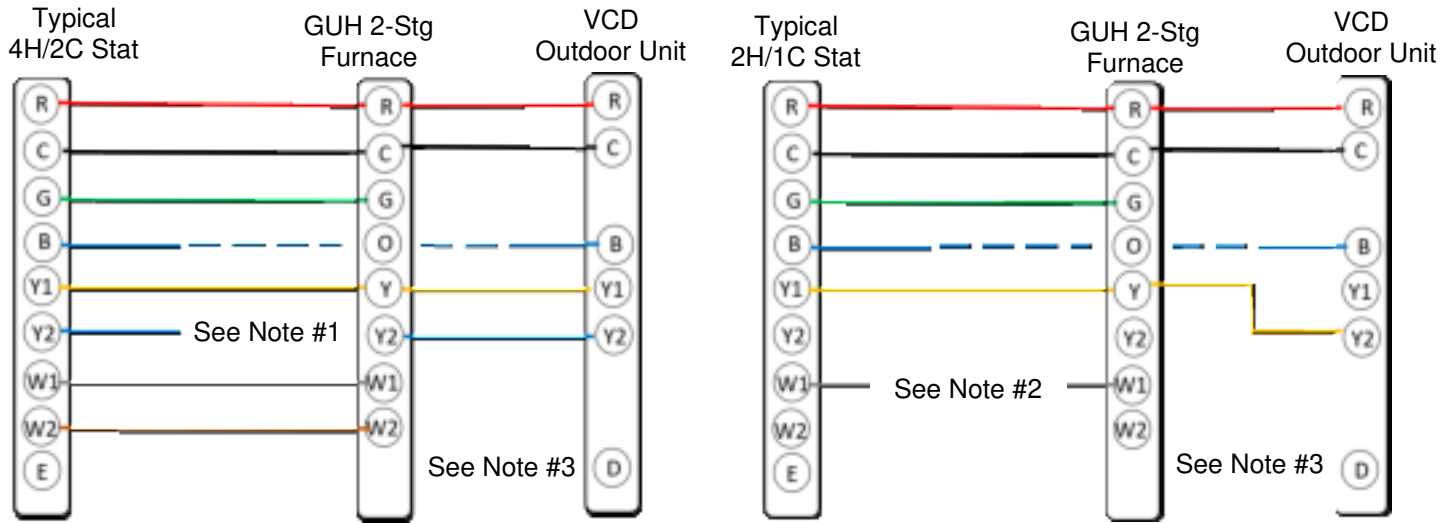 Typical
4H/2C Stat
GUH 2-Stg
Furnace
VCD
Outdoor Unit
R
R
R
C
C
C
G
G
B
O
B
Y1
Y
Y1
Y2
See Note #1
Y2
Y2
W1
W1
W2
W2
E
See Note #3
D
Typical
2H/1C Stat
GUH 2-Stg
Furnace
VCD
Outdoor Unit
R
R
R
C
C
C
G
G
B
O
B
Y1
Y
Y1
Y2
Y2
Y2
W1
See Note #2
W1
W2
W2
E
See Note #3
D